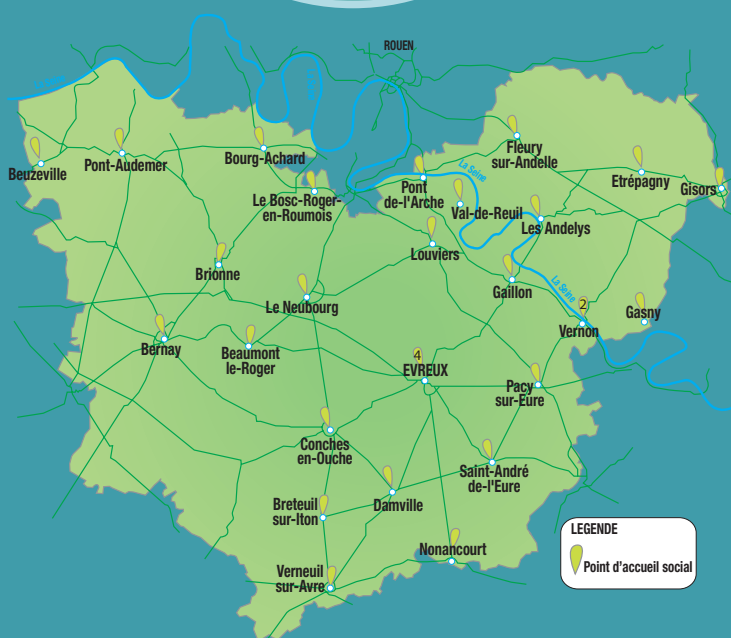 ROUEN
La Seine
Beuzeville
Pont-Audemer
Bourg-Achard
Le Bosc-Roger-
en-Roumois
Pont
de-l'Arche
La Seine
Val-de-Reuil
Fleury
sur-Andelle
Etrépagny
Gisors
Les Andelys
Louviers
Brionne
Le Neubourg
Gaillon
La Seine
2
Vernon
Gasny
Bernay
Beaumont
le-Roger
4
EVREUX
Pacy
sur-Eure
Conches
en-Ouche
Saint-André
de-l'Eure
Breteuil
sur-Iton
Damville
Nonancourt
Verneuil
sur-Avre
LEGENDE
Point d'accueil social